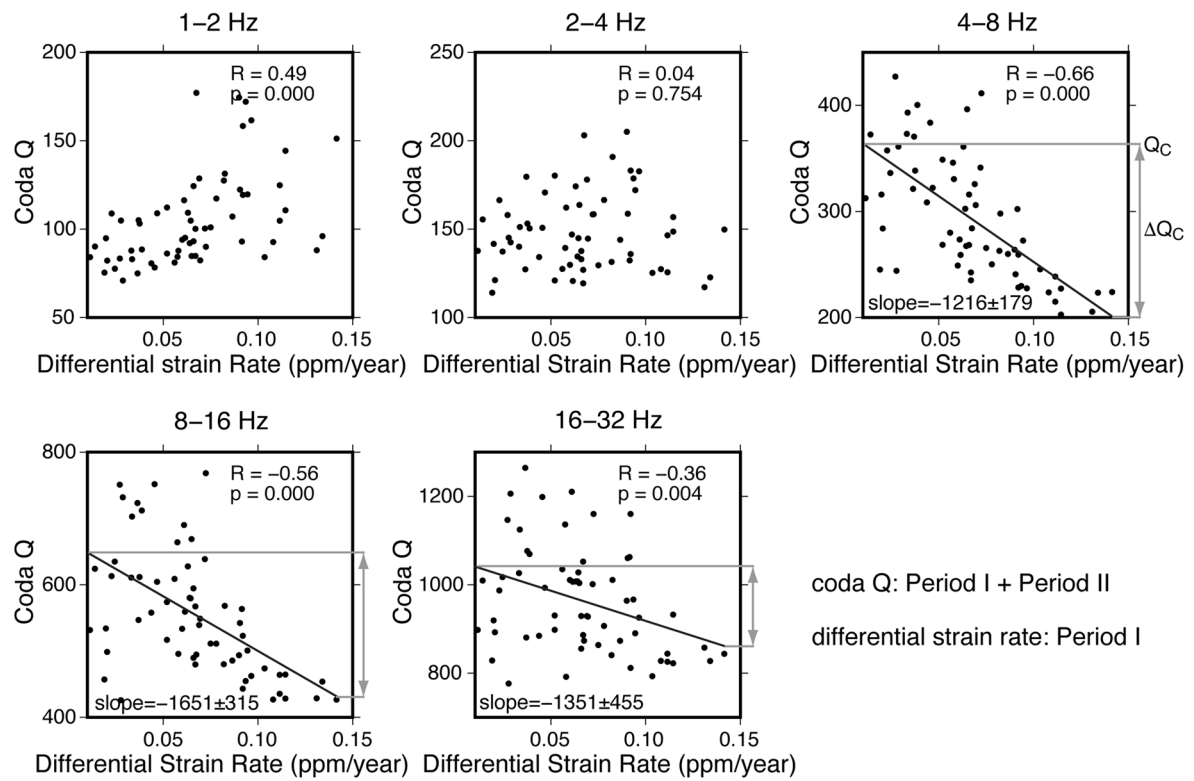 1–2 Hz
200
150
100
50
Coda Q
R = 0.49
p = 0.000
0.05
0.10
0.15
Differential strain Rate (ppm/year)
2–4 Hz
250
200
150
100
Coda Q
R = 0.04
p = 0.754
0.05
0.10
0.15
Differential Strain Rate (ppm/year)
4–8 Hz
400
300
200
Coda Q
R = −0.66
p = 0.000
QC
ΔQC
slope=−1216±179
0.05
0.10
0.15
Differential Strain Rate (ppm/year)
8–16 Hz
800
600
400
Coda Q
R = −0.56
p = 0.000
slope=−1651±315
0.05
0.10
0.15
Differential Strain Rate (ppm/year)
16–32 Hz
1200
1000
800
Coda Q
R = −0.36
p = 0.004
slope=−1351±455
0.05
0.10
0.15
Differential Strain Rate (ppm/year)
coda Q: Period I + Period II
differential strain rate: Period I